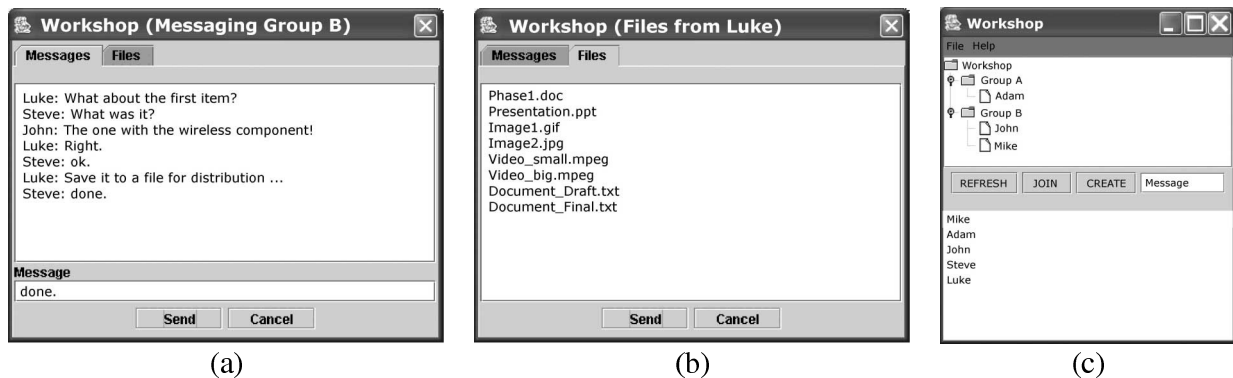 Workshop (Messaging Group B)
Messages Files
Luke: What about the first item?
Steve: What was it?
John: The one with the wireless component!
Luke: Right.
Steve: ok.
Luke: Save it to a file for distribution ...
Steve: done.
Message
done.
Send Cancel
(a)
Workshop (Files from Luke)
Messages Files
Phase1.doc
Presentation.ppt
Image1.gif
Image2.jpg
Video_small.mpeg
Video_big.mpeg
Document_Draft.txt
Document_Final.txt
Send Cancel
(b)
Workshop
File Help
Workshop
Group A
Adam
Group B
John
Mike
REFRESH JOIN CREATE Message
Mike
Adam
John
Steve
Luke
(c)